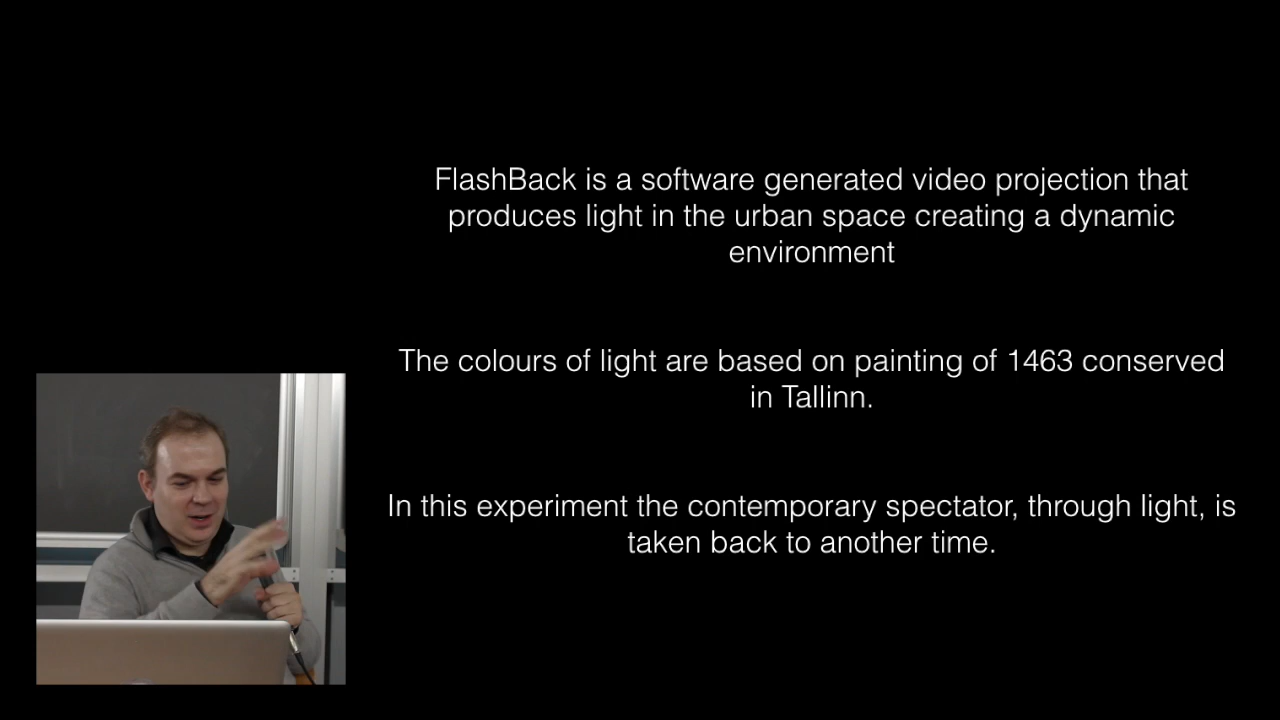 FlashBack is a software generated video projection that
produces light in the urban space creating a dynamic
environment
The colours of light are based on painting of 1463 conserved
in Tallinn.
In this experiment the contemporary spectator, through light, is
taken back to another time.